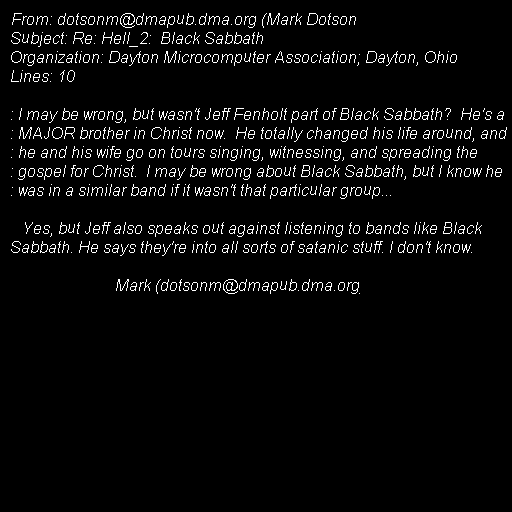 From: dotsonm@dmapub.dma.org (Mark Dotson
Subject: Re: Hell_2:  Black Sabbath
Organization: Dayton Microcomputer Association; Dayton, Ohio
Lines: 10

: I may be wrong, but wasn't Jeff Fenholt part of Black Sabbath?  He's a
: MAJOR brother in Christ now.  He totally changed his life around, and
: he and his wife go on tours singing, witnessing, and spreading the
: gospel for Christ.  I may be wrong about Black Sabbath, but I know he
: was in a similar band if it wasn't that particular group...

   Yes, but Jeff also speaks out against listening to bands like Black
Sabbath. He says they're into all sorts of satanic stuff. I don't know.

                         Mark (dotsonm@dmapub.dma.org